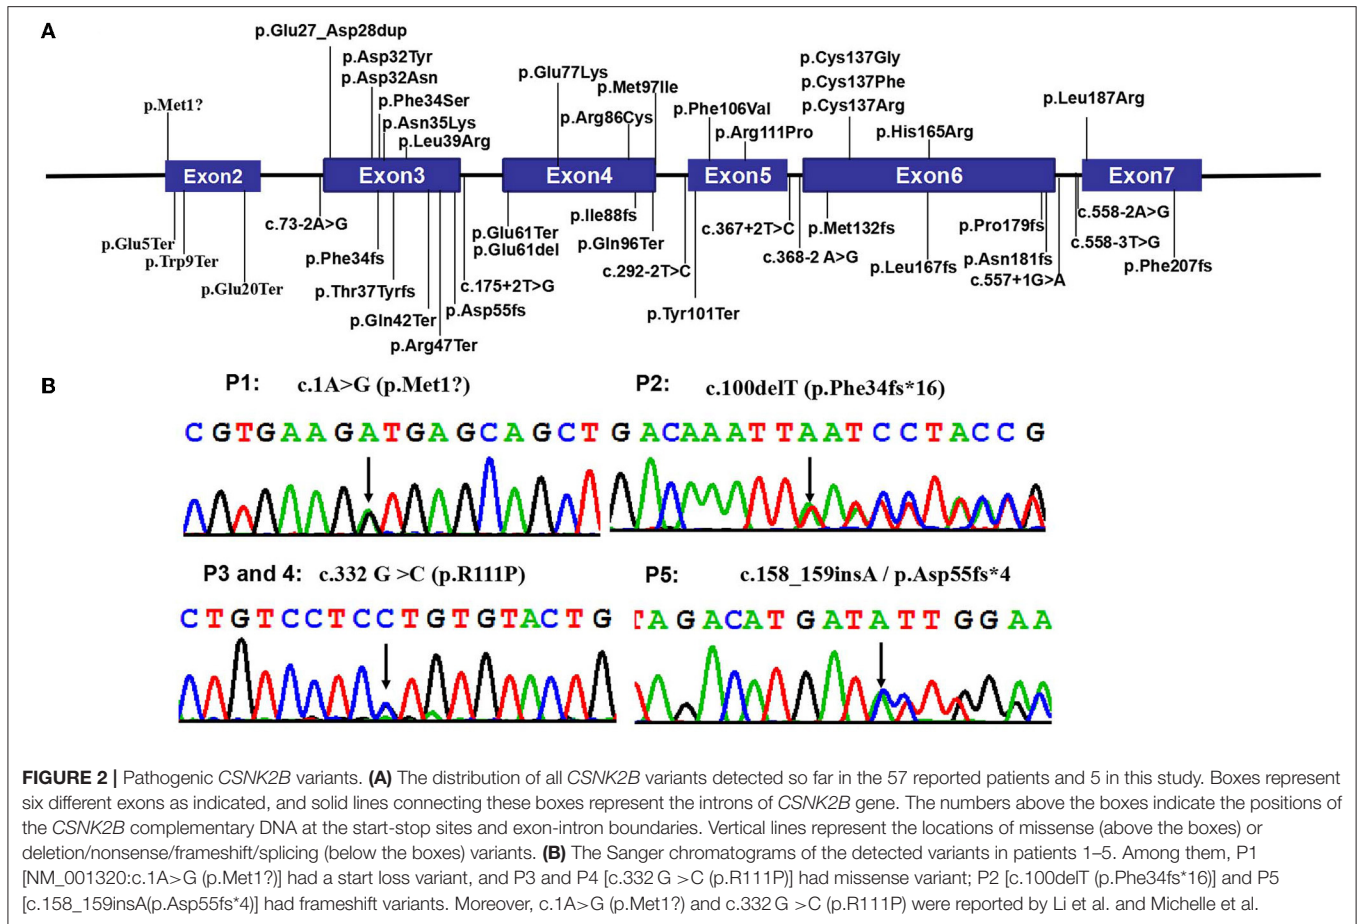 A
p.Glu27_Asp28dup
p.Asp32Tyr
p.Asp32Asn
p.Phe34Ser
p.Asn35Lys
p.Leu39Arg
p.Met1?
p.Glu77Lys
p.Met97Ile
p.Arg86Cys
p.Phe106Val
p.Arg111Pro
p.Cys137Gly
p.Cys137Phe
p.Cys137Arg
p.His165Arg
p.Leu187Arg
Exon2 Exon3 Exon4 Exon5 Exon6 Exon7
p.Glu5Ter
p.Trp9Ter
p.Glu20Ter
c.73-2A>G
p.Phe34fs
p.Thr37Tyrfs
p.Gln42Ter
p.Arg47Ter
p.Asp55fs
c.175+2T>G
p.Glu61Ter
p.Glu61del
p.Ile88fs
p.Gln96Ter
c.292-2T>C
p.Tyr101Ter
c.367+2T>C
c.368-2 A>G
p.Met132fs
p.Leu167fs
p.Pro179fs
p.Asn181fs
c.557+1G>A
c.558-2A>G
c.558-3T>G
p.Phe207fs
B
P1: c.1A>G (p.Met1?)
CGTGAAGATGAGCAGCT
P2: c.100delT (p.Phe34fs*16)
GACAAATTAATCCTACCG
P3 and 4: c.332 G >C (p.R111P)
CTGTCCTCCTGTGTACTG
P5: c.158_159insA / p.Asp55fs*4
TAGACATGATATTGGAA
FIGURE 2 | Pathogenic CSNK2B variants. (A) The distribution of all CSNK2B variants detected so far in the 57 reported patients and 5 in this study. Boxes represent
six different exons as indicated, and solid lines connecting these boxes represent the introns of CSNK2B gene. The numbers above the boxes indicate the positions of
the CSNK2B complementary DNA at the start-stop sites and exon-intron boundaries. Vertical lines represent the locations of missense (above the boxes) or
deletion/nonsense/frameshift/splicing (below the boxes) variants. (B) The Sanger chromatograms of the detected variants in patients 1–5. Among them, P1
[NM_001320:c.1A>G (p.Met1?)] had a start loss variant, and P3 and P4 [c.332 G >C (p.R111P)] had missense variant; P2 [c.100delT (p.Phe34fs*16)] and P5
[c.158_159insA(p.Asp55fs*4)] had frameshift variants. Moreover, c.1A>G (p.Met1?) and c.332 G >C (p.R111P) were reported by Li et al. and Michelle et al.